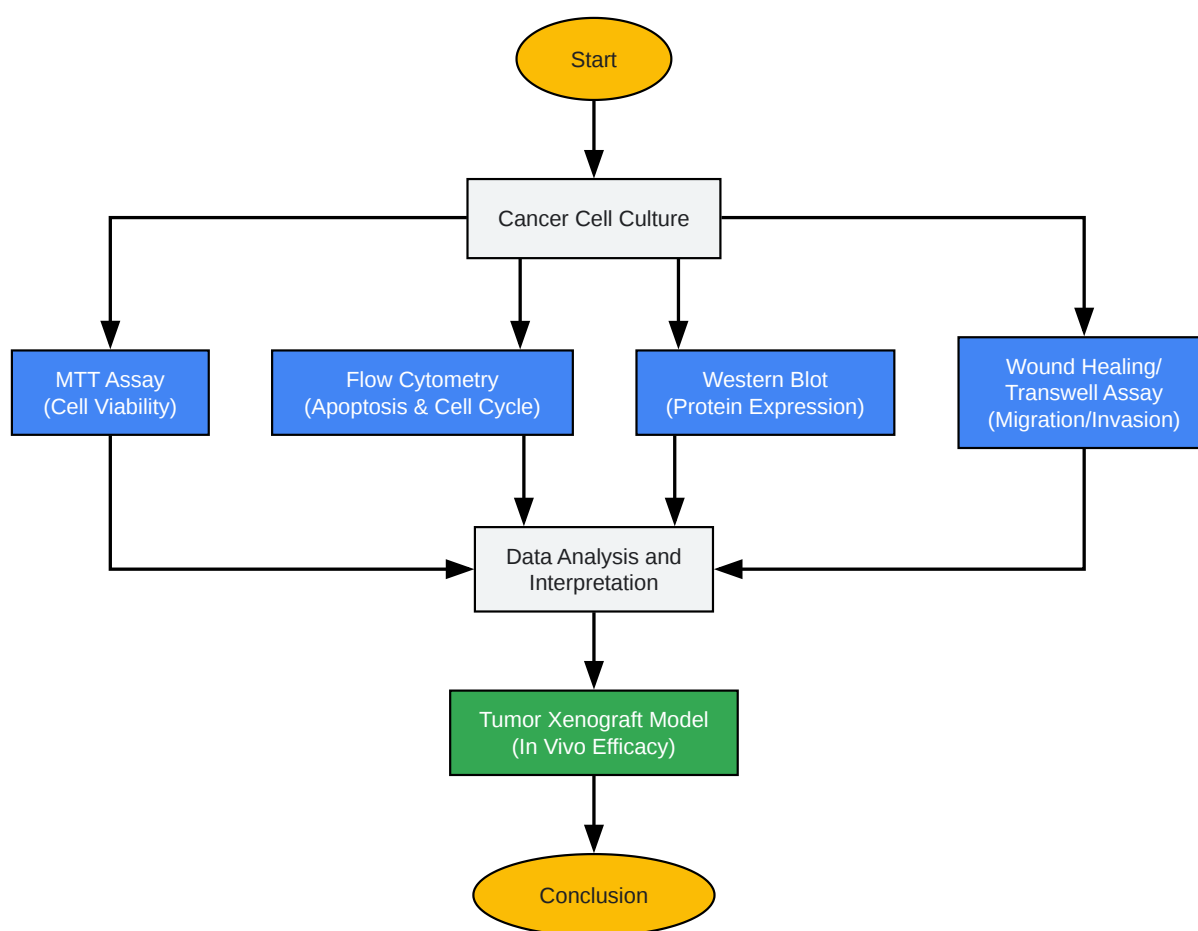 Start
Cancer Cell Culture
MTT Assay
(Cell Viability)
Flow Cytometry
(Apoptosis & Cell Cycle)
Western Blot
(Protein Expression)
Wound Healing/
Transwell Assay
(Migration/Invasion)
Data Analysis and
Interpretation
Tumor Xenograft Model
(In Vivo Efficacy)
Conclusion